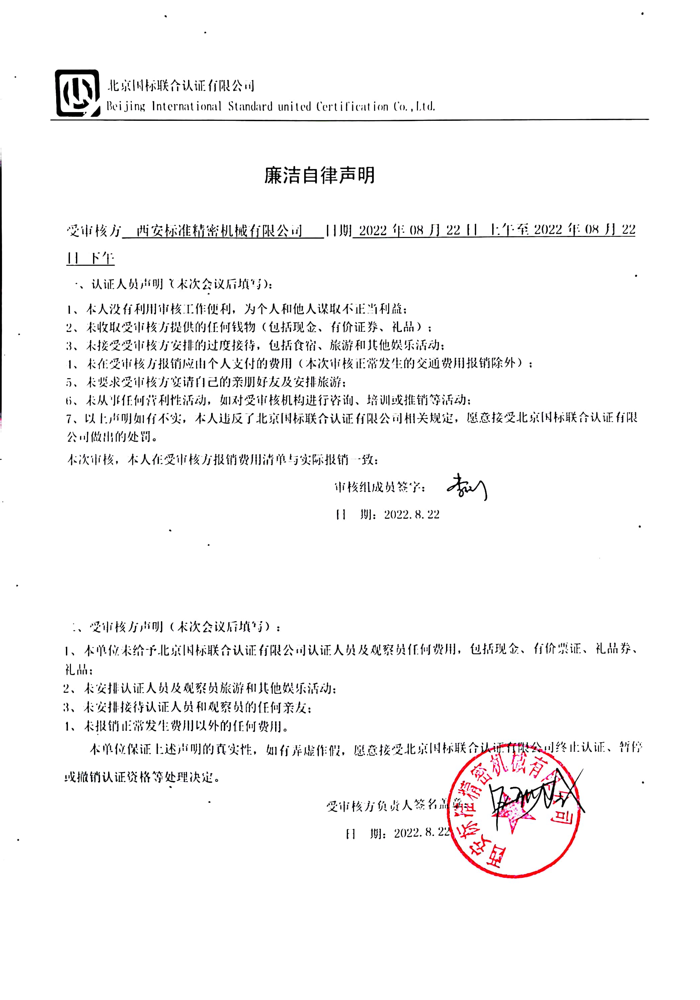 北京国标联合认证有限公司
Beijing International Standard united Certification Co.,Ltd.
廉洁自律声明
受审核方 西安标准精密机械有限公司 日期 2022 年 08 月 22 日 上午至 2022 年 08 月 22
日 下午
一、认证人员声明（末次会议后填写）：
1、本人没有利用审核工作便利，为个人和他人谋取不正当利益；
2、未收取受审核方提供的任何钱物（包括现金、有价证券、礼品）；
3、未接受受审核方安排的过度接待，包括食宿、旅游和其他娱乐活动；
4、未在受审核方报销应由个人支付的费用（本次审核正常发生的交通费用报销除外）；
5、未要求受审核方宴请自己的亲朋好友及安排旅游；
6、未从事任何营利性活动，如对受审核机构进行咨询、培训或推销等活动；
7、以上声明如有不实，本人违反了北京国标联合认证有限公司相关规定，愿意接受北京国标联合认证有限
公司做出的处罚。
本次审核，本人在受审核方报销费用清单与实际报销一致：
审核组成员签字：
日 期：2022.8.22
二、受审核方声明（末次会议后填写）：
1、本单位未给予北京国标联合认证有限公司认证人员及观察员任何费用，包括现金、有价票证、礼品券、
礼品；
2、未安排认证人员及观察员旅游和其他娱乐活动；
3、未安排接待认证人员和观察员的任何亲友；
4、未报销正常发生费用以外的任何费用。
本单位保证上述声明的真实性，如有弄虚作假，愿意接受北京国标联合认证有限公司终止认证、暂停
或撤销认证资格等处理决定。
受审核方负责人签名盖章：
日 期：2022.8.22
西安标准精密机械有限公司